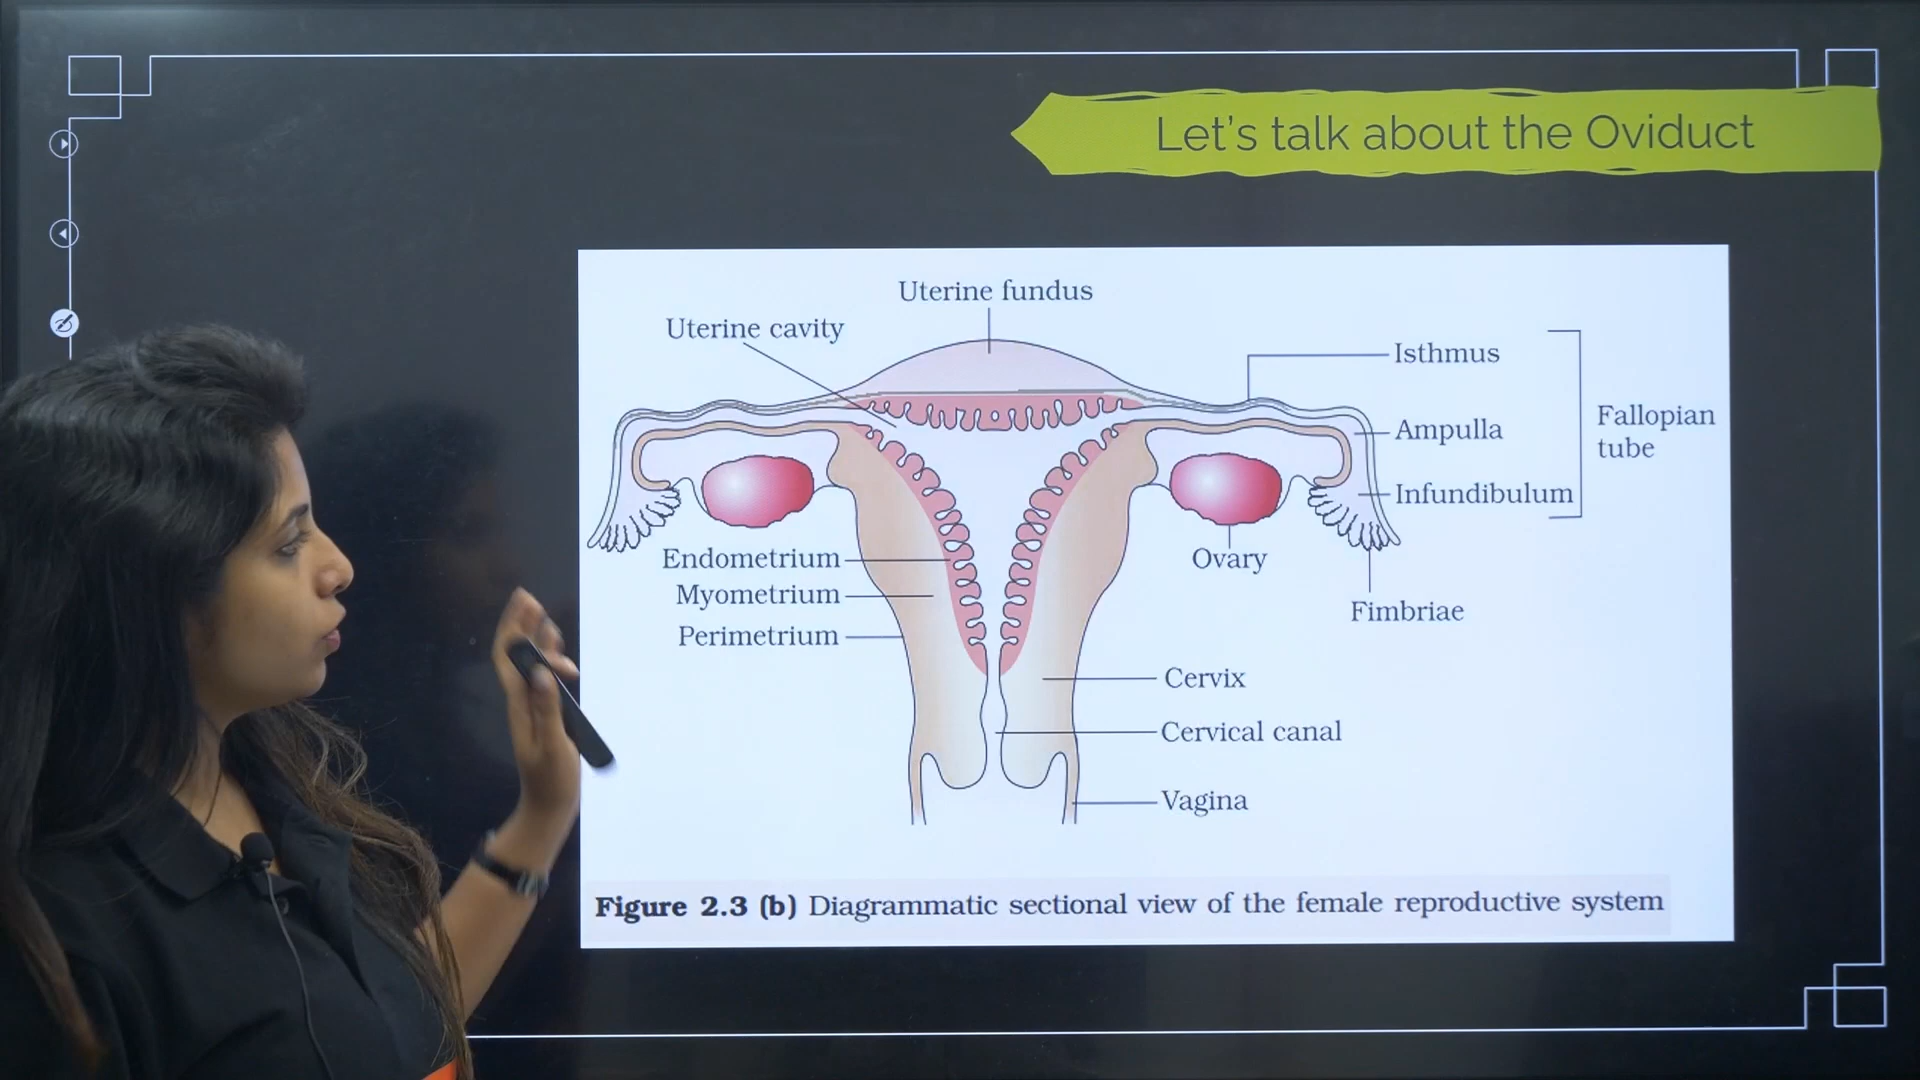 Let's talk about the Oviduct
Uterine fundus
Uterine cavity
Isthmus
Ampulla
Fallopian
tube
Infundibulum
Endometrium
Ovary
Myometrium
Fimbriae
Perimetrium
Cervix
Cervical canal
Vagina
Figure 2.3 (b) Diagrammatic sectional view of the female reproductive system